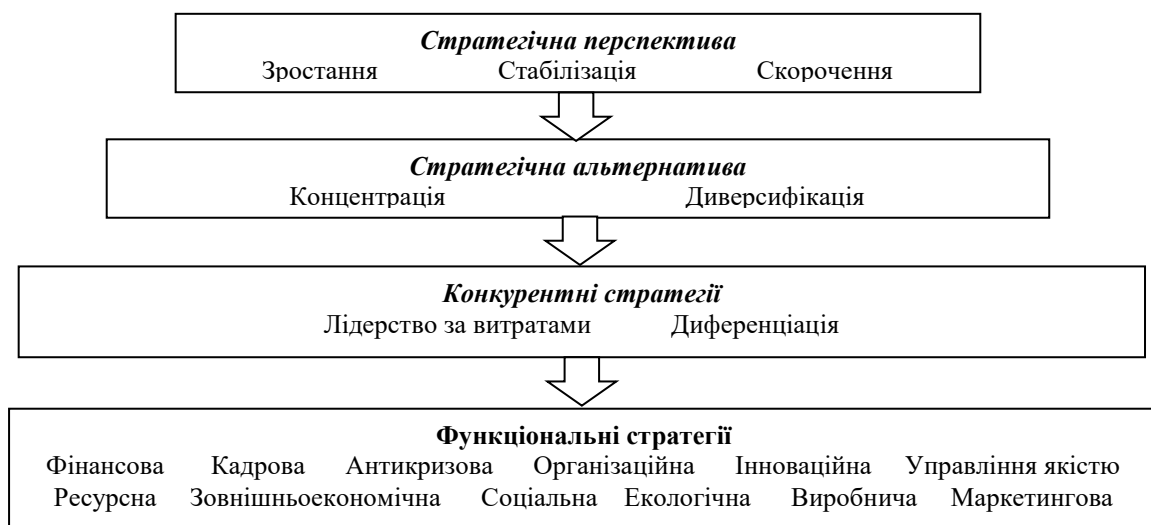 Стратегічна перспектива
Зростання Стабілізація Скорочення
Стратегічна альтернатива
Концентрація Диверсифікація
Конкурентні стратегії
Лідерство за витратами Диференціація
Функціональні стратегії
Фінансова Кадрова Антикризова Організаційна Інноваційна Управління якістю
Ресурсна Зовнішньоекономічна Соціальна Екологічна Виробнича Маркетингова